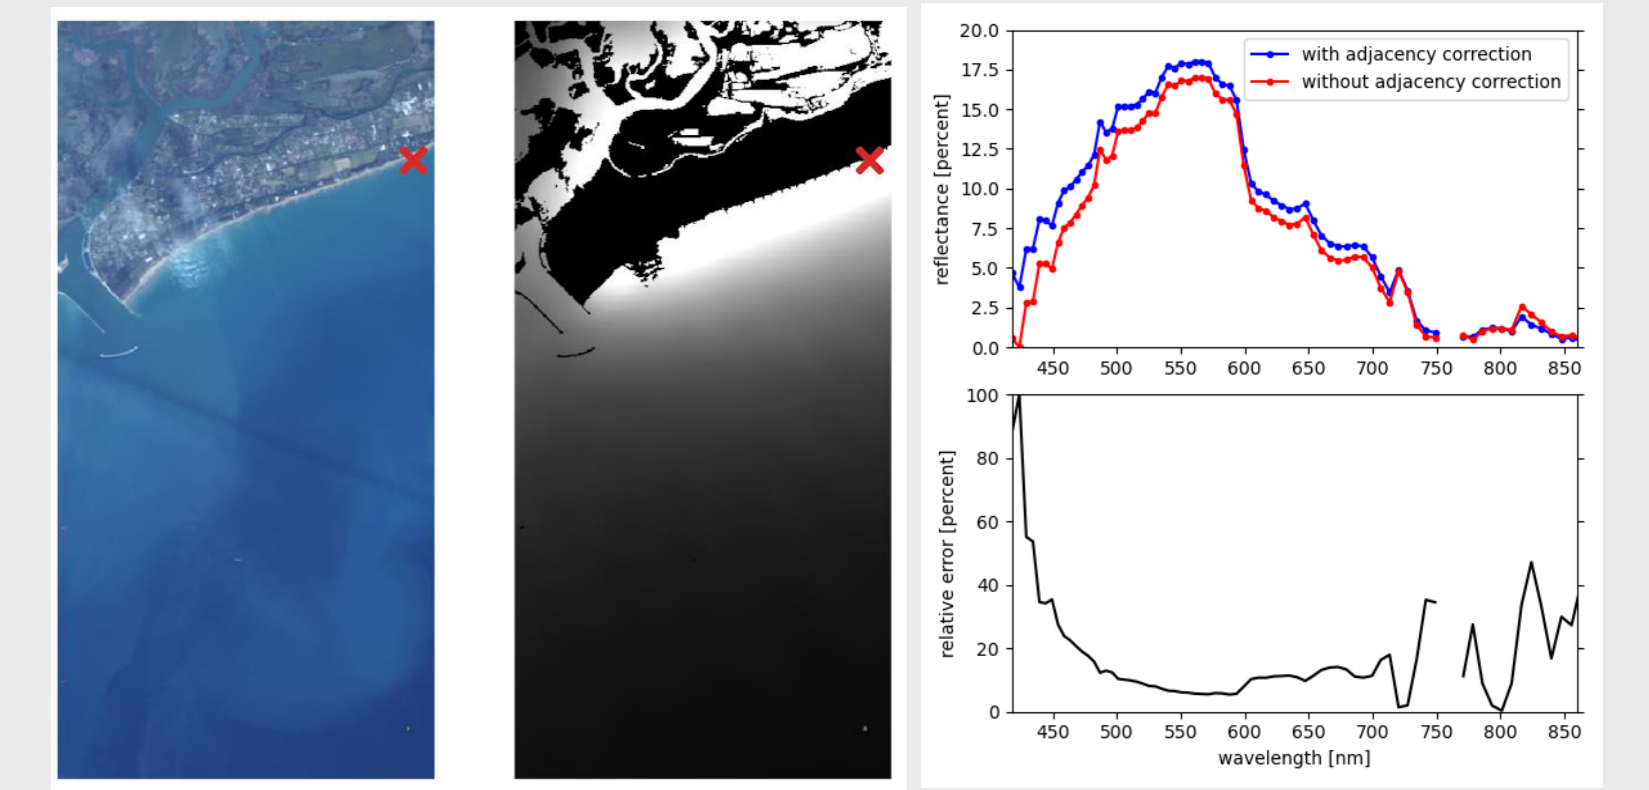 20.0
17.5
15.0
12.5
10.0
7.5
5.0
2.5
0.0
reflectance [percent]
with adjacency correction
without adjacency correction
450 500 550 600 650 700 750 800 850
100
80
60
40
20
0
relative error [percent]
450 500 550 600 650 700 750 800 850
wavelength [nm]